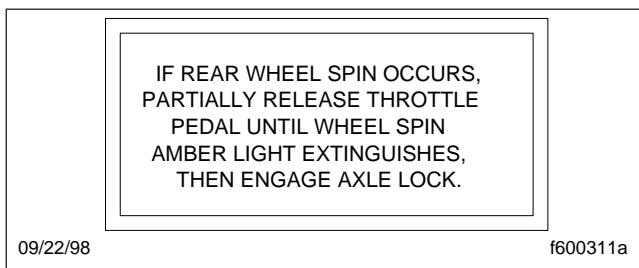 IF REAR WHEEL SPIN OCCURS,
PARTIALLY RELEASE THROTTLE
PEDAL UNTIL WHEEL SPIN
AMBER LIGHT EXTINGUISHES,
THEN ENGAGE AXLE LOCK.
09/22/98
f600311a